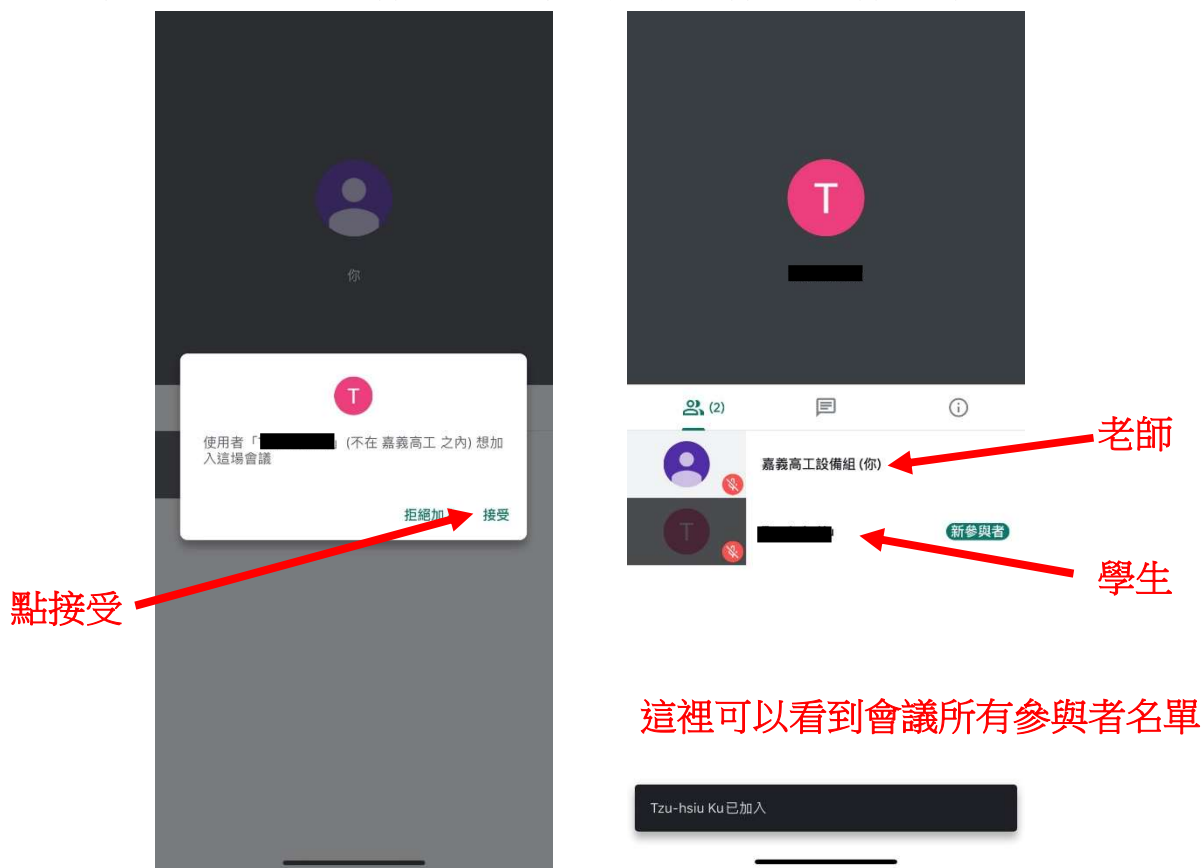 你
T
使用者「 」(不在 嘉義高工 之內) 想加
入這場會議
拒絕加
接受
點接受
T
(2)
嘉義高工設備組 (你)
老師
T
新參與者
學生
這裡可以看到會議所有參與者名單
Tzu-hsiu Ku已加入